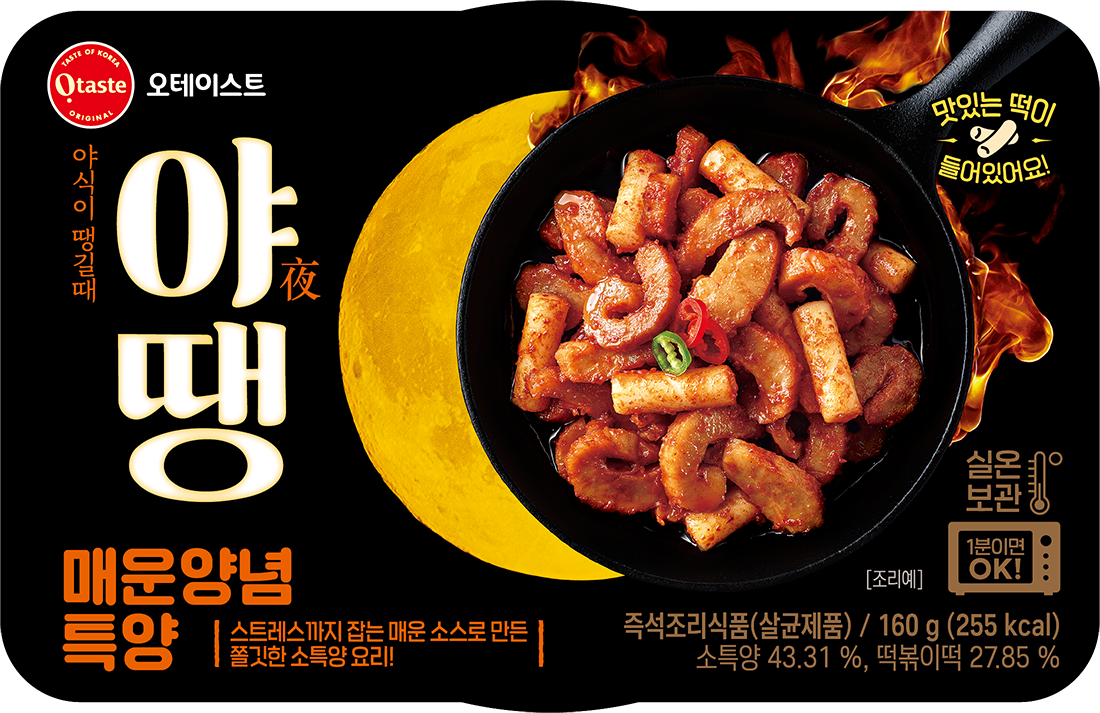 TASTE OF KOREA
Otaste
ORIGINAL
오테이스트
야식이 땡길때
야
夜
땡
매운양념
특양
스트레스까지 잡는 매운 소스로 만든
쫄깃한 소특양 요리!
맛있는 떡이
들어있어요!
실온
보관
1분이면
OK!
[조리예]
즉석조리식품(살균제품) / 160 g (255 kcal)
소특양 43.31 %, 떡볶이떡 27.85 %